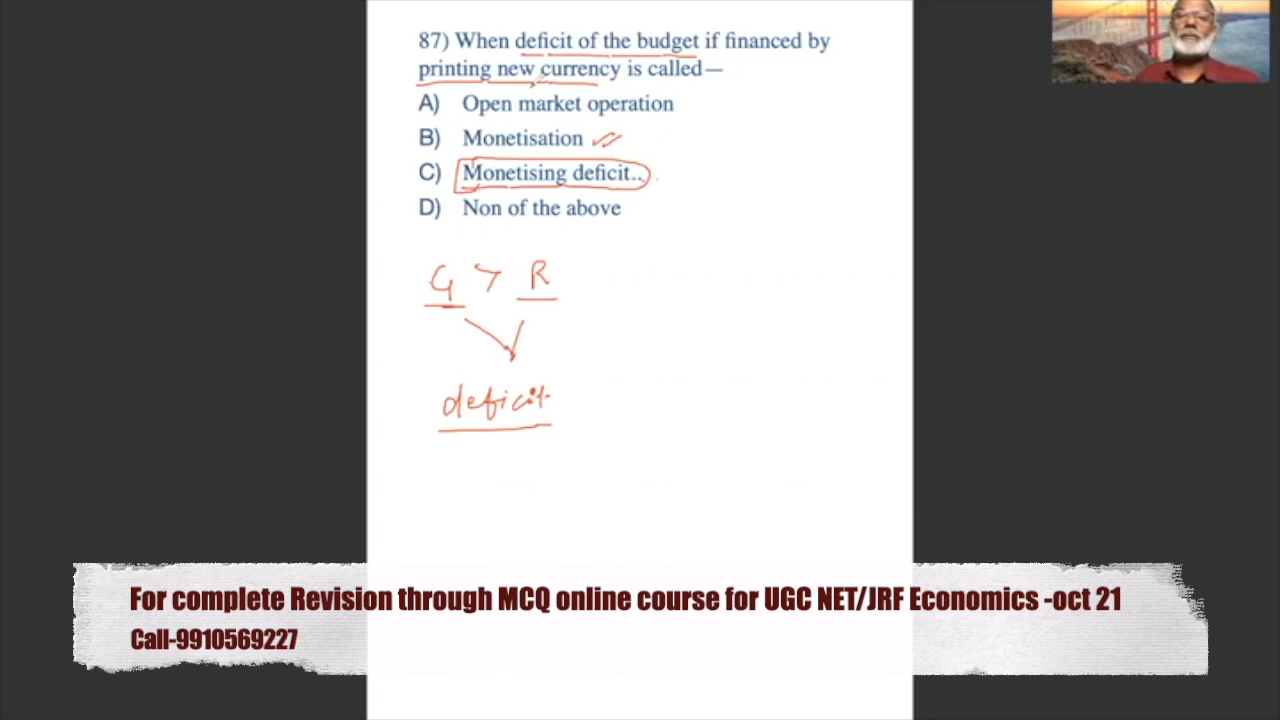 87) When deficit of the budget if financed by
printing new currency is called—
A) Open market operation
B) Monetisation
C) Monetising deficit..
D) Non of the above
G > R
deficit
For complete Revision through MCQ online course for UGC NET/JRF Economics -oct 21
Call-9910569227